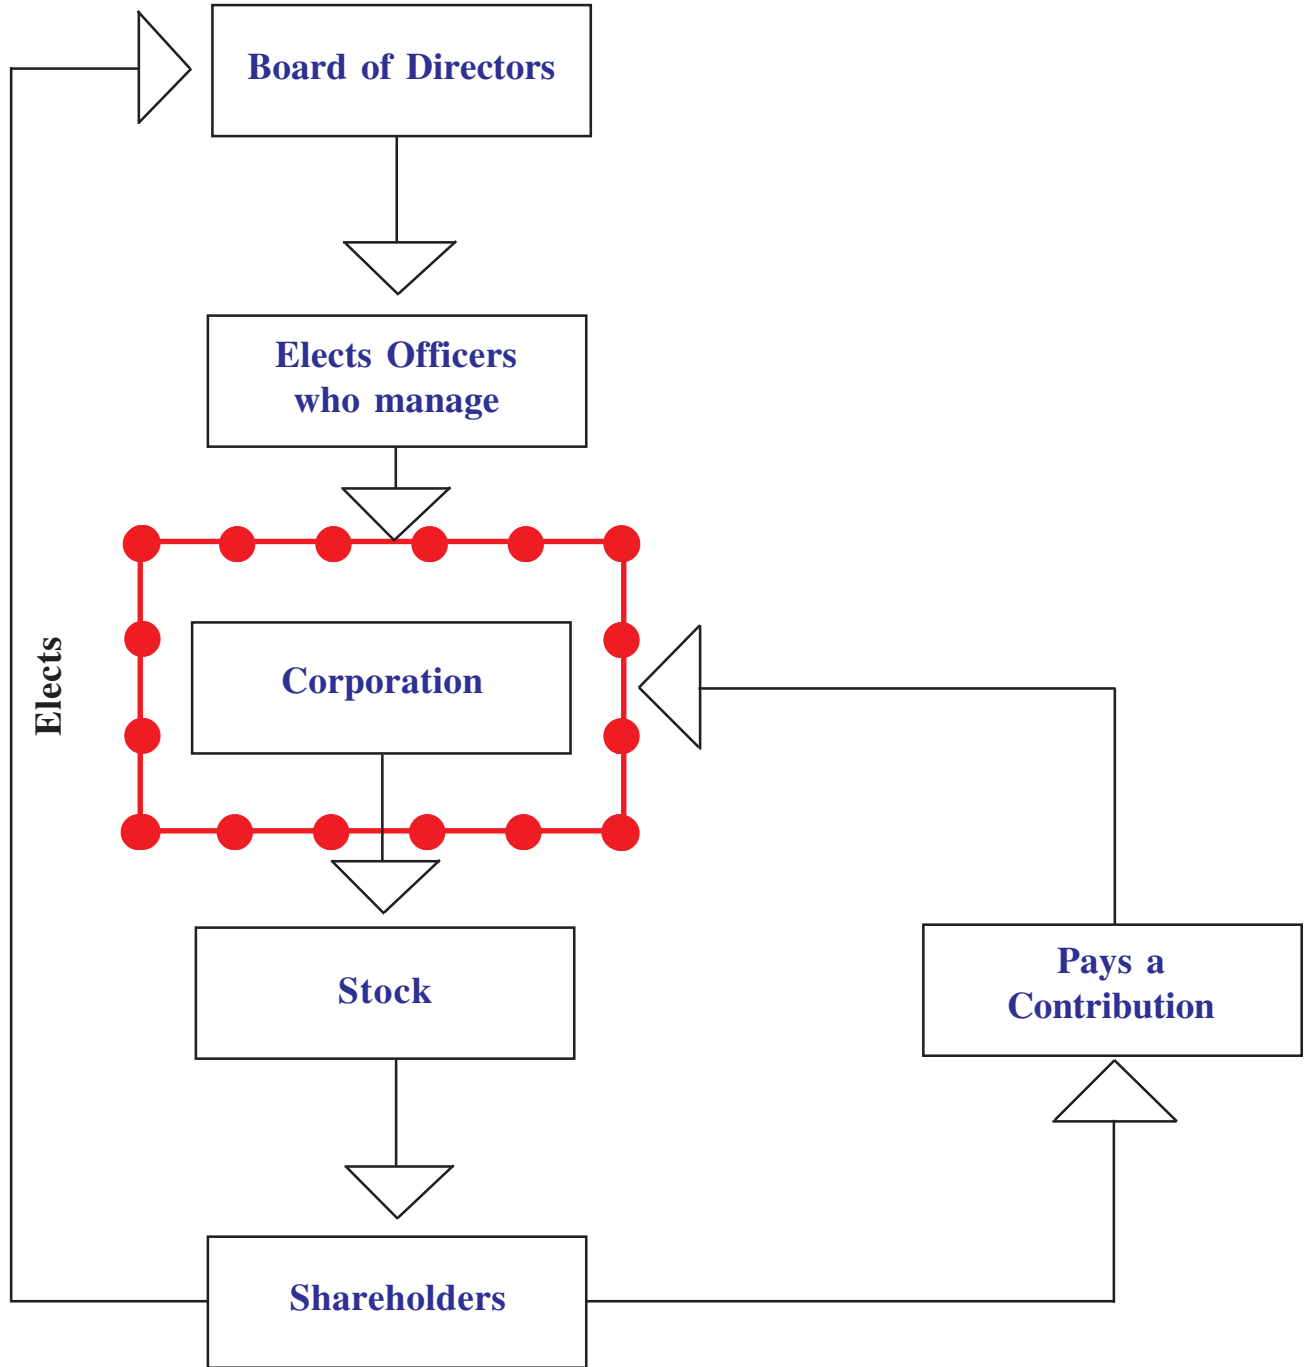 Board of Directors
Elects Officers
who manage
Elects
Corporation
Stock
Pays a
Contribution
Shareholders